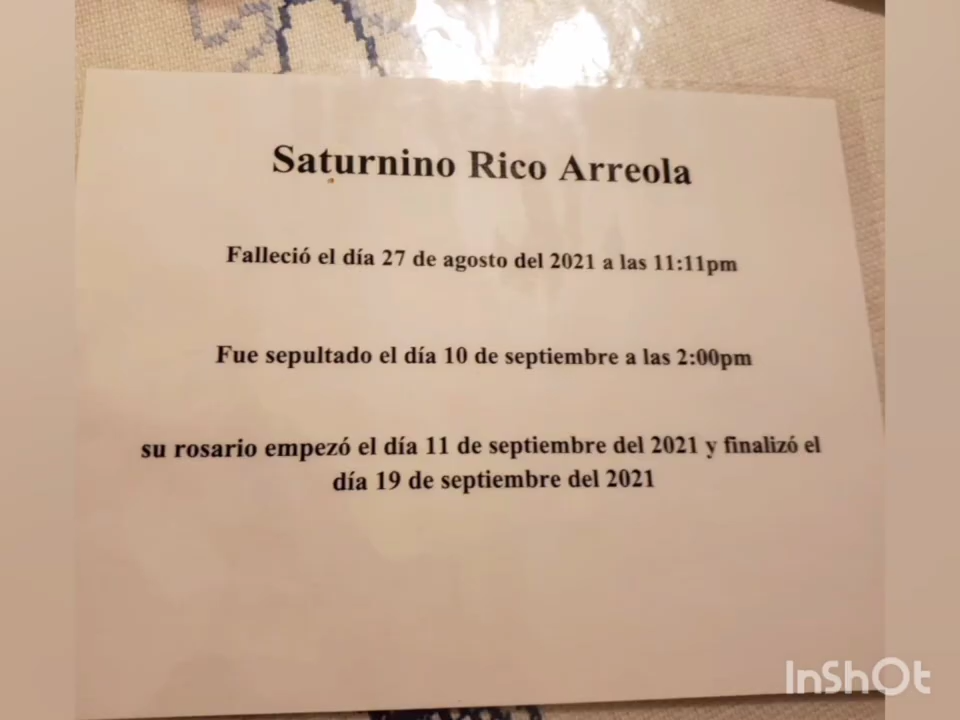 Saturnino Rico Arreola
Falleció el día 27 de agosto del 2021 a las 11:11pm
Fue sepultado el día 10 de septiembre a las 2:00pm
su rosario empezó el día 11 de septiembre del 2021 y finalizó el
día 19 de septiembre del 2021
InShOt